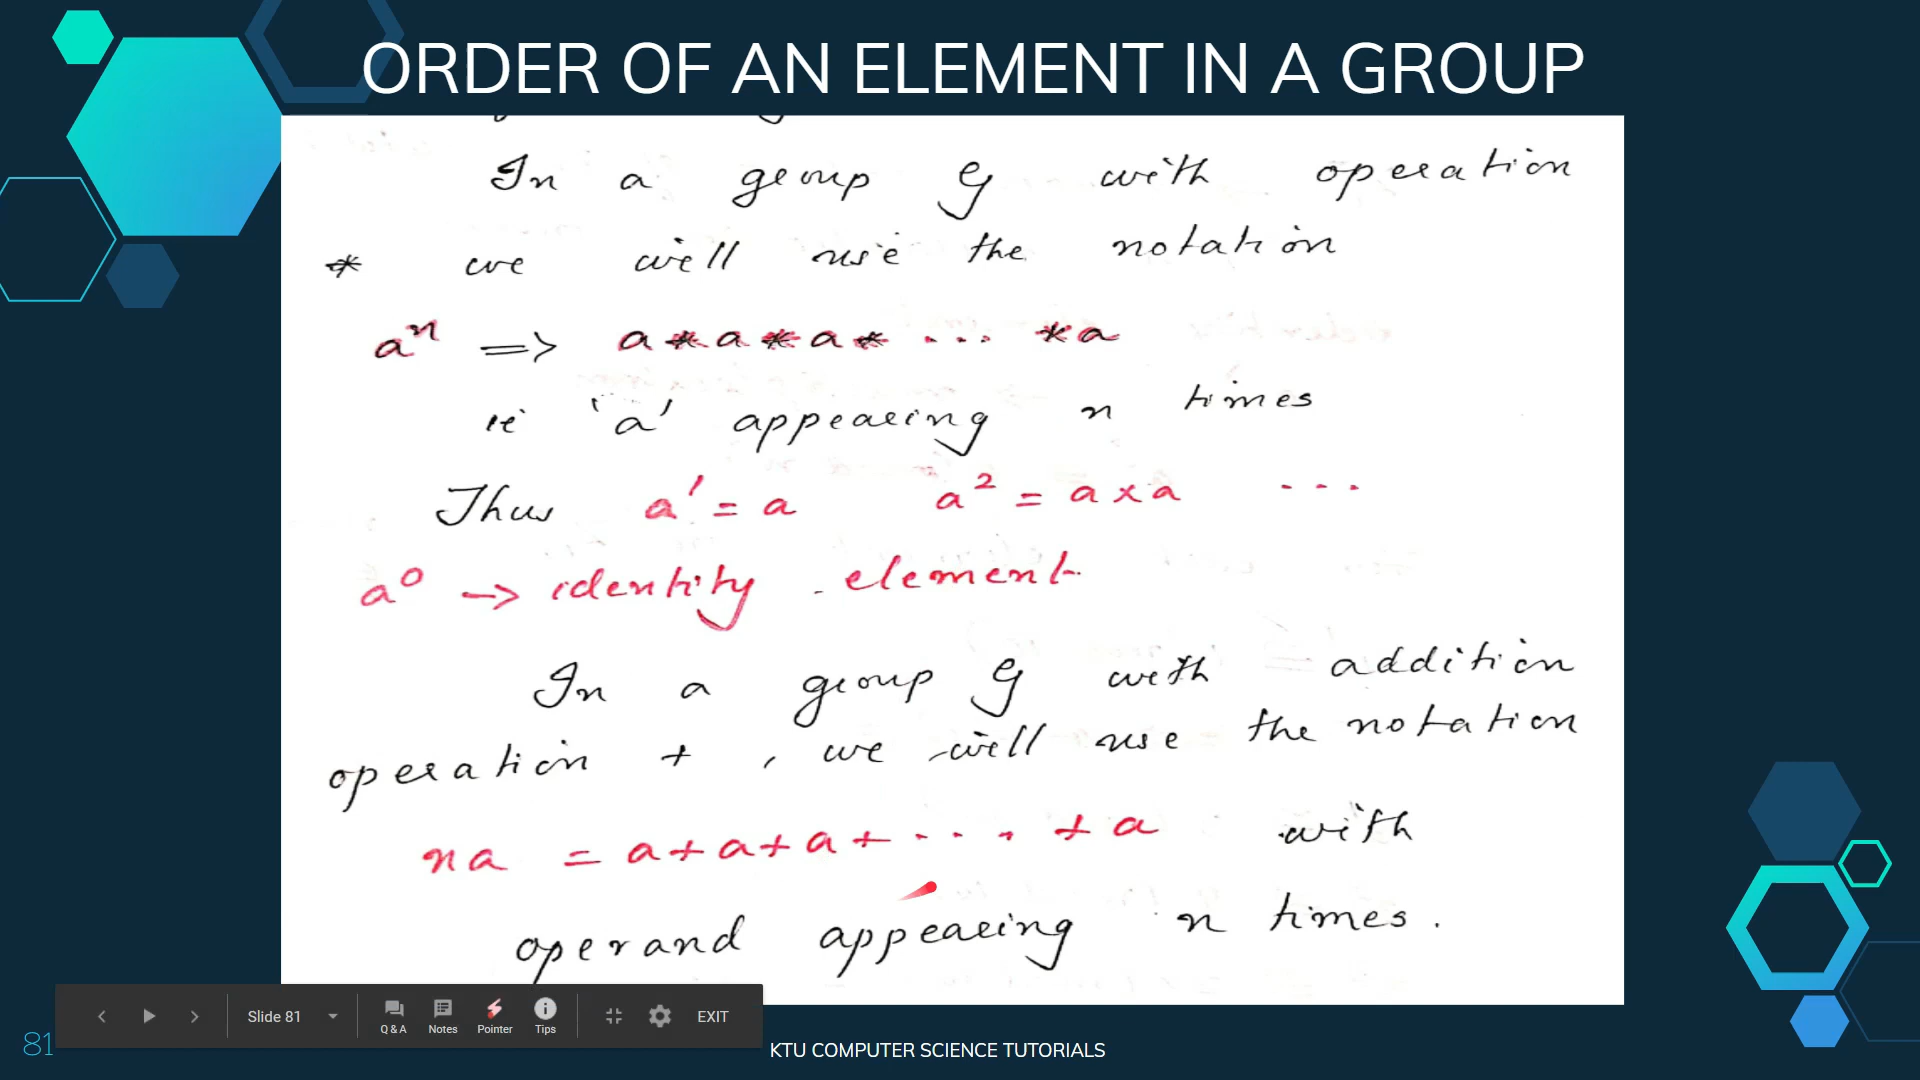 ORDER OF AN ELEMENT IN A GROUP
In a group G with operation
* we will use the notation
aⁿ => a*a*a* ... *a
ie 'a' appearing n times
Thus a¹ = a a² = a×a ...
a⁰ → identity element
In a group G with addition
operation +, we will use the notation
na = a+a+a+ .... +a with
operand appearing n times.
Slide 81
Q & A Notes Pointer Tips EXIT
81
KTU COMPUTER SCIENCE TUTORIALS